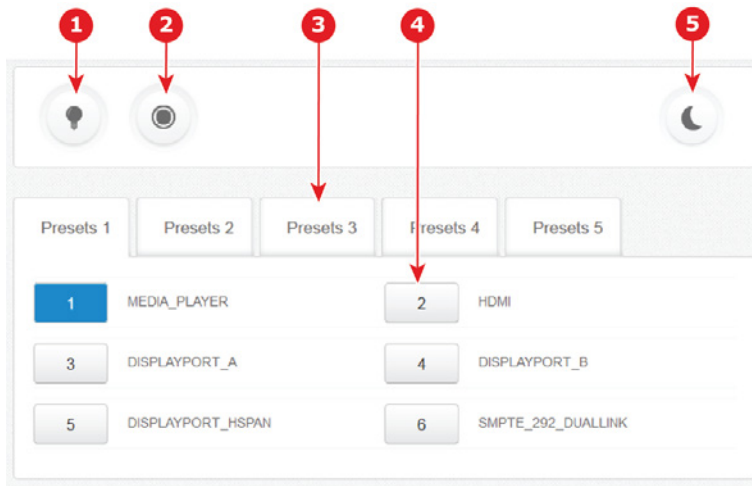 1 2 3 4 5
Presets 1 Presets 2 Presets 3 Presets 4 Presets 5
1 MEDIA_PLAYER 2 HDMI
3 DISPLAYPORT_A 4 DISPLAYPORT_B
5 DISPLAYPORT_HSPAN 6 SMPTE_292_DUALLINK